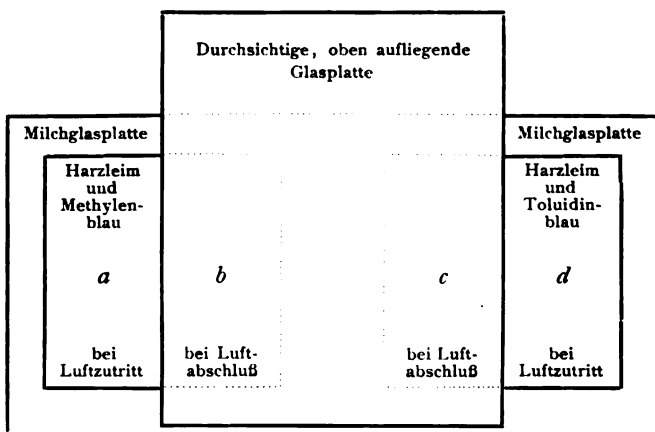 Durchsichtige, oben aufliegende
Glasplatte
Milchglasplatte
Milchglasplatte
Harzleim
uud
Methylen-
blau
Harzleim
und
Toluidin-
blau
a
b
c
d
bei
Luftzutritt
bei Luft-
abschluß
bei Luft-
abschluß
bei
Luftzutritt